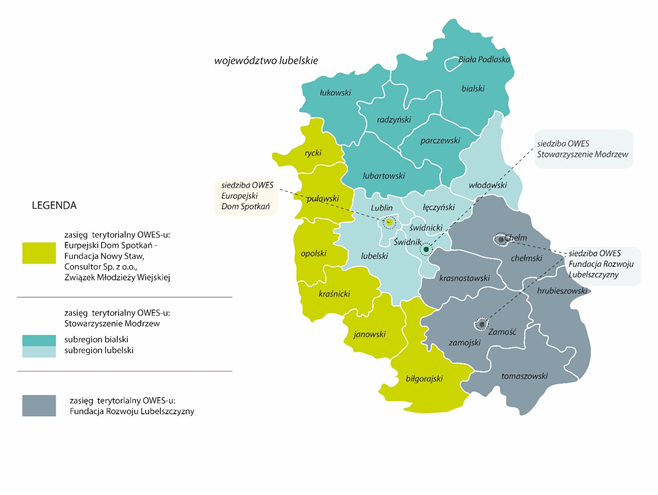 województwo lubelskie
Biała Podlaska
bialski
łukowski
radzyński
parczewski
siedziba OWES
Stowarzyszenie Modrzew
rycki
lubartowski
włodawski
siedziba OWES
Europejski
Dom Spotkań
puławski
Lublin
łęczyński
świdnicki
Świdnik
Chełm
chełmski
siedziba OWES
Fundacja Rozwoju
Lubelszczyzny
opolski
lubelski
krasnostawski
hrubieszowski
kraśnicki
janowski
zamojski
Zamość
biłgorajski
tomaszowski
LEGENDA
zasięg terytorialny OWES-u:
Eurpejski Dom Spotkań -
Fundacja Nowy Staw,
Consultor Sp. z o.o.,
Związek Młodzieży Wiejskiej
zasięg terytorialny OWES-u:
Stowarzyszenie Modrzew
subregion bialski
subregion lubelski
zasięg terytorialny OWES-u:
Fundacja Rozwoju Lubelszczyzny